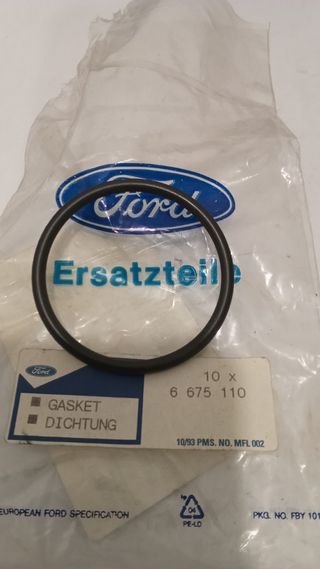 Ford
Ersatzteile
Ford
10 x
6 675 110
GASKET
DICHTUNG
10/93 PMS. NO. MFL 002
EUROPEAN FORD SPECIFICATION
04
PE-LD
PKG. NO. FBY 101